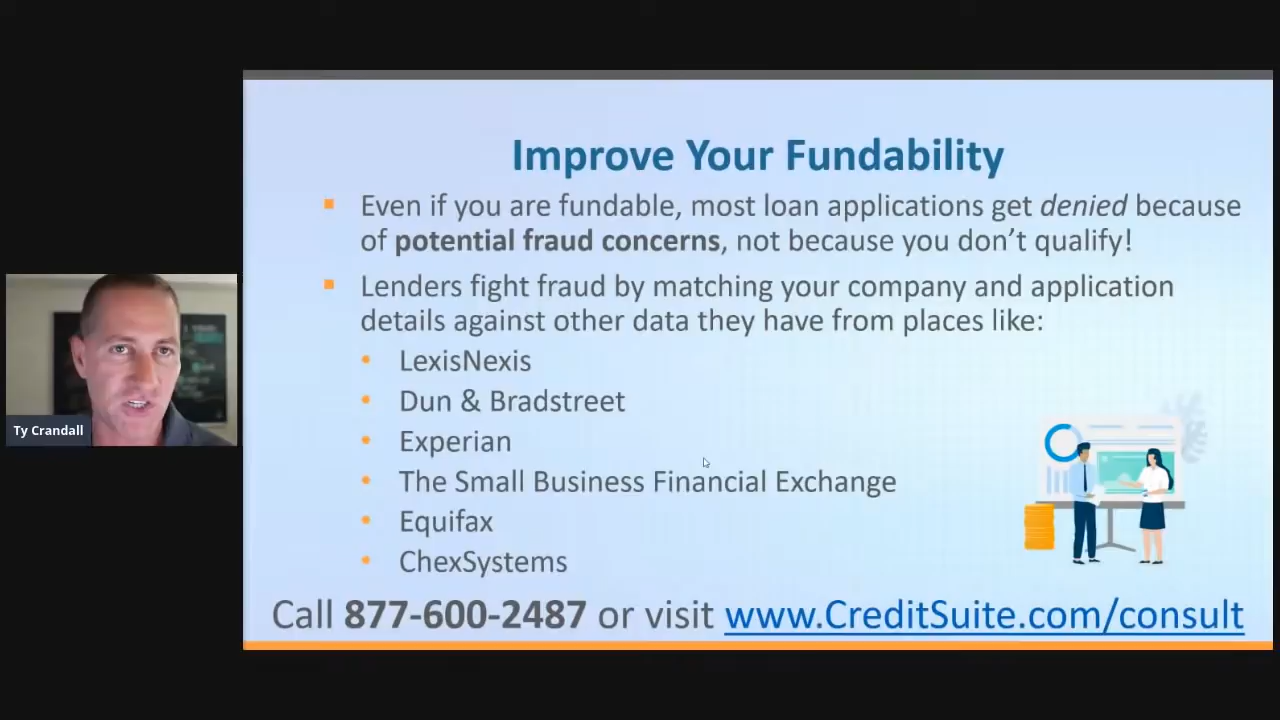 Improve Your Fundability
▪ Even if you are fundable, most loan applications get denied because
of potential fraud concerns, not because you don’t qualify!
▪ Lenders fight fraud by matching your company and application
details against other data they have from places like:
• LexisNexis
• Dun & Bradstreet
• Experian
• The Small Business Financial Exchange
• Equifax
• ChexSystems
Call 877-600-2487 or visit www.CreditSuite.com/consult
Ty Crandall